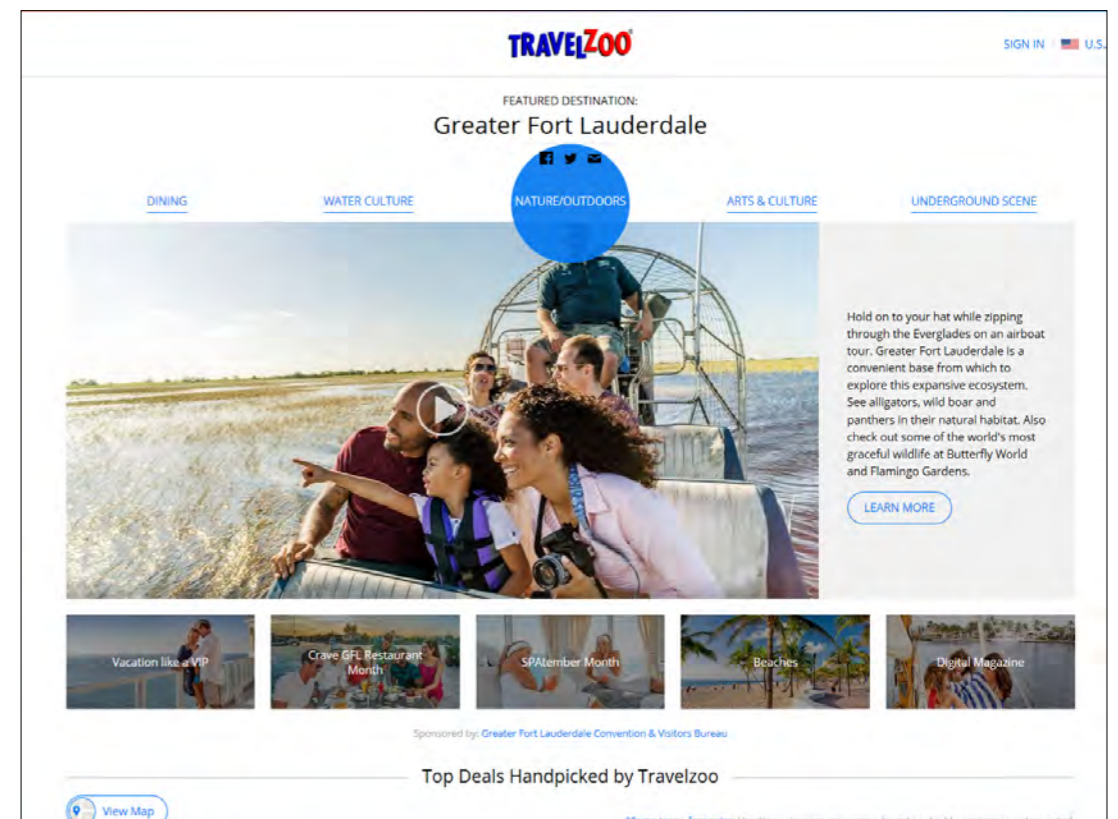 TRAVELZOO
SIGN IN
U.S.
FEATURED DESTINATION:
Greater Fort Lauderdale
DINING
WATER CULTURE
NATURE/OUTDOORS
ARTS & CULTURE
UNDERGROUND SCENE
Hold on to your hat while zipping
through the Everglades on an airboat
tour. Greater Fort Lauderdale is a
convenient base from which to
explore this expansive ecosystem.
See alligators, wild boar and
panthers in their natural habitat. Also
check out some of the world's most
graceful wildlife at Butterfly World
and Flamingo Gardens.
LEARN MORE
Vacation like a VIP
Crave GFL Restaurant
Month
SPAtember Month
Beaches
Digital Magazine
Sponsored by: Greater Fort Lauderdale Convention & Visitors Bureau
Top Deals Handpicked by Travelzoo
View Map